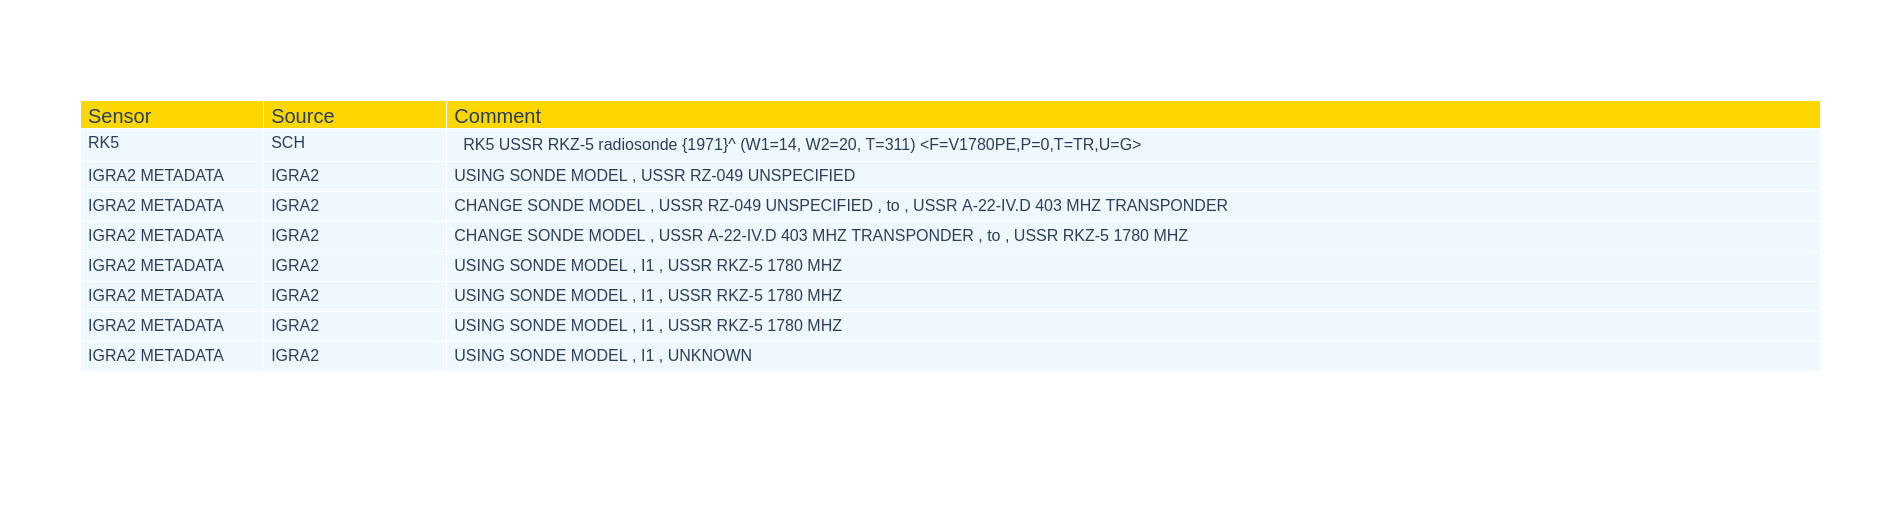 Sensor Source Comment
RK5 SCH RK5 USSR RKZ-5 radiosonde {1971}^ (W1=14, W2=20, T=311) <F=V1780PE,P=0,T=TR,U=G>
IGRA2 METADATA IGRA2 USING SONDE MODEL , USSR RZ-049 UNSPECIFIED
IGRA2 METADATA IGRA2 CHANGE SONDE MODEL , USSR RZ-049 UNSPECIFIED , to , USSR A-22-IV.D 403 MHZ TRANSPONDER
IGRA2 METADATA IGRA2 CHANGE SONDE MODEL , USSR A-22-IV.D 403 MHZ TRANSPONDER , to , USSR RKZ-5 1780 MHZ
IGRA2 METADATA IGRA2 USING SONDE MODEL , I1 , USSR RKZ-5 1780 MHZ
IGRA2 METADATA IGRA2 USING SONDE MODEL , I1 , USSR RKZ-5 1780 MHZ
IGRA2 METADATA IGRA2 USING SONDE MODEL , I1 , USSR RKZ-5 1780 MHZ
IGRA2 METADATA IGRA2 USING SONDE MODEL , I1 , UNKNOWN